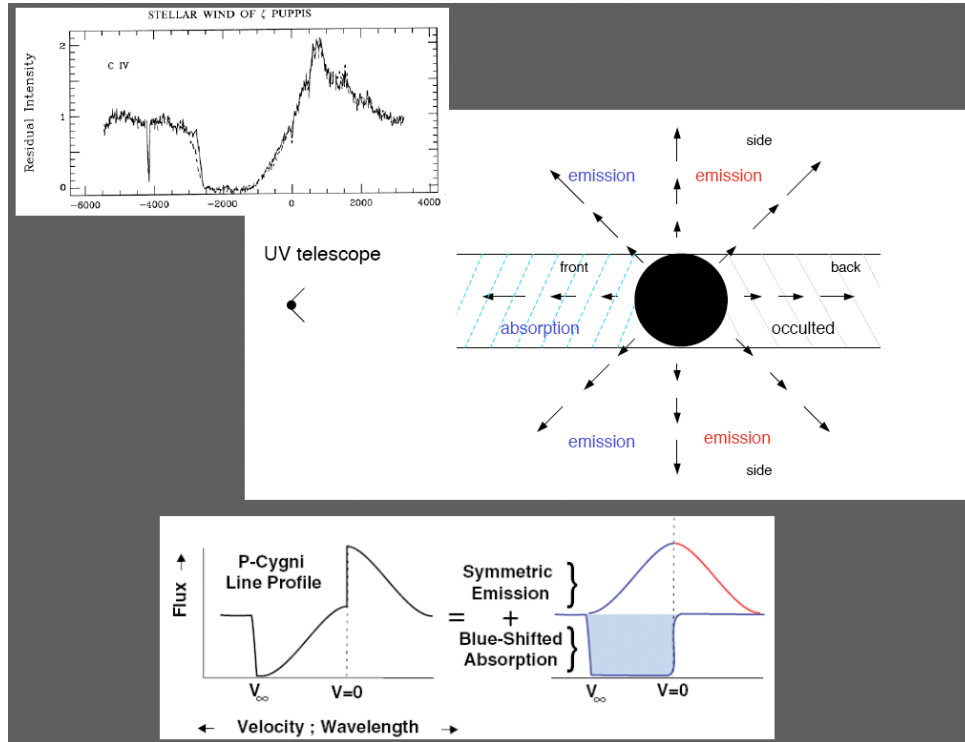 STELLAR WIND OF ζ PUPPIS
Residual Intensity
2
1
0
C IV
-6000 -4000 -2000 0 2000 4000
UV telescope
side
emission emission
front back
absorption occulted
emission emission
side
Flux →
P-Cygni
Line Profile
V∞ V=0
← Velocity ; Wavelength →
=
Symmetric
Emission }
+
Blue-Shifted
Absorption }
V∞ V=0